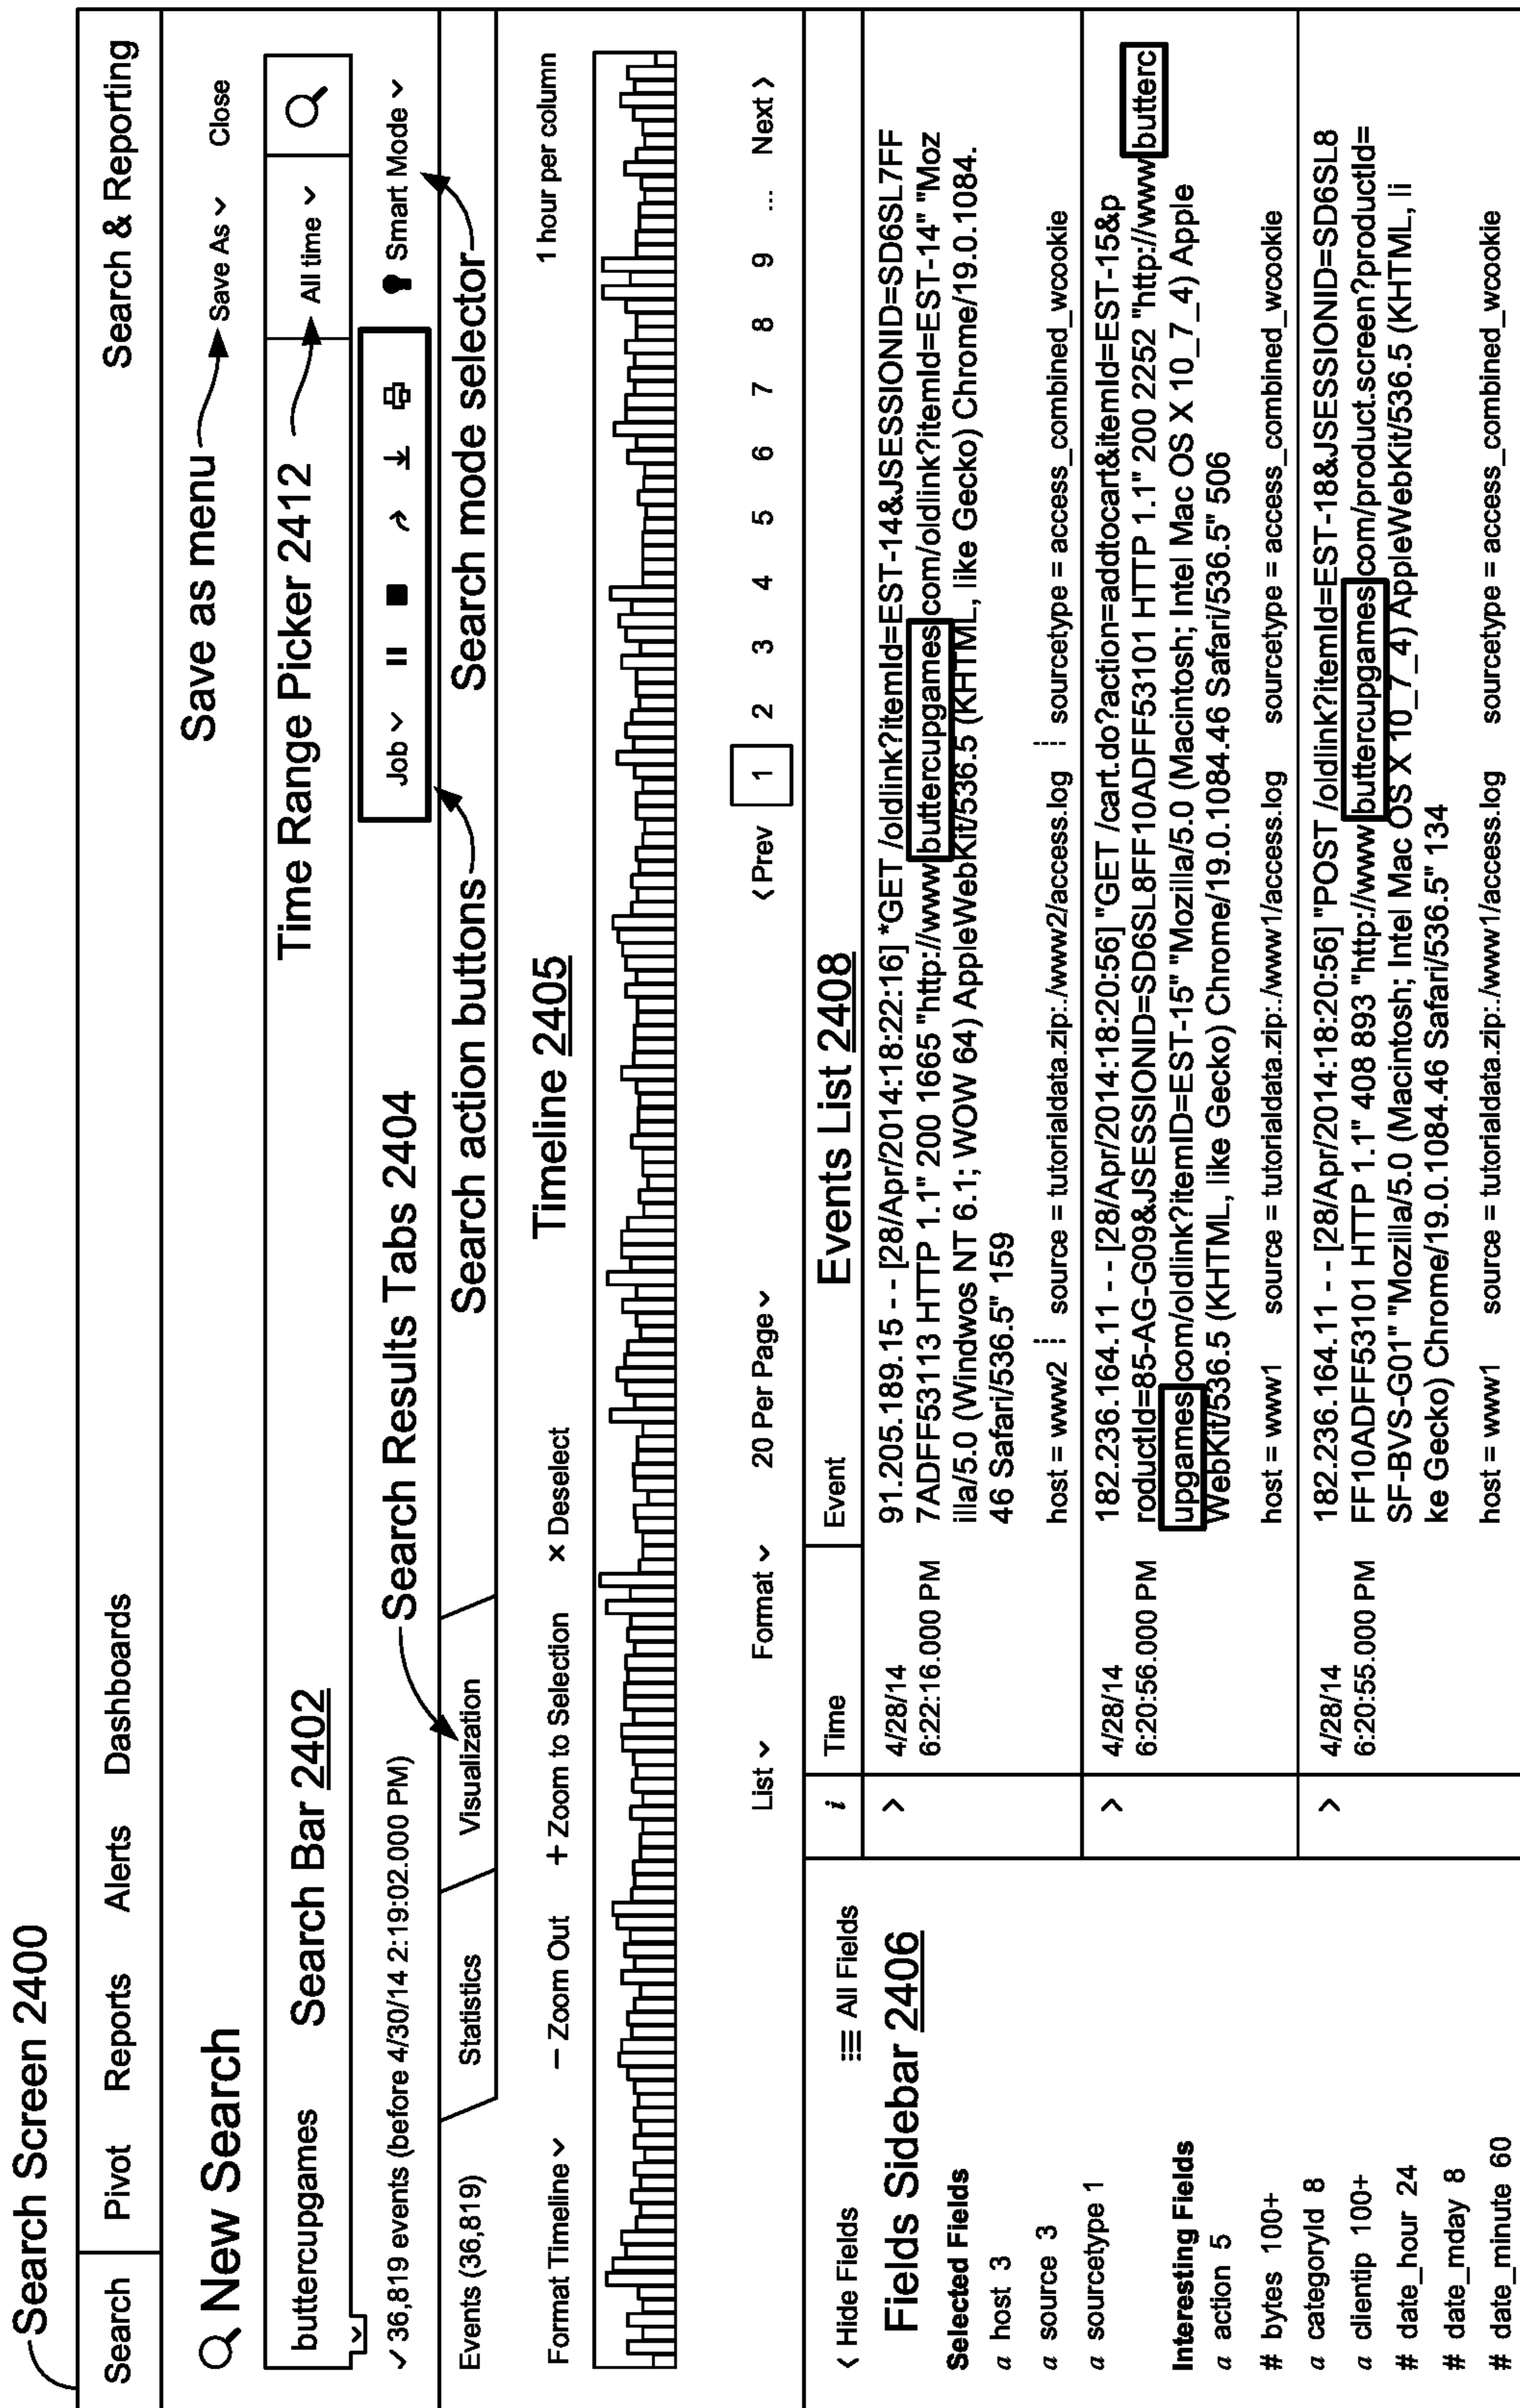 Search Screen 2400
Search Pivot Reports Alerts Dashboards Search & Reporting
New Search
Save as menu Save As Close
buttercupgames Search Bar 2402 Time Range Picker 2412 All time
✓ 36,819 events (before 4/30/14 2:19:02.000 PM) Search Results Tabs 2404 Job Smart Mode
Events (36,819) Statistics Visualization Search action buttons Search mode selector
Timeline 2405
Format Timeline – Zoom Out + Zoom to Selection × Deselect 1 hour per column
List Format 20 Per Page < Prev 1 2 3 4 5 6 7 8 9 ... Next >
< Hide Fields All Fields
Fields Sidebar 2406
Selected Fields
a host 3
a source 3
a sourcetype 1
Interesting Fields
a action 5
# bytes 100+
a categoryId 8
a clientip 100+
# date_hour 24
# date_mday 8
# date_minute 60
Events List 2408
i Time Event
> 4/28/14
6:22:16.000 PM
91.205.189.15 - - [28/Apr/2014:18:22:16] *GET /oldlink?itemId=EST-14&JSESSIONID=SD6SL7FF
7ADFF53113 HTTP 1.1" 200 1665 "http://www buttercupgames com/oldlink?itemId=EST-14" "Moz
illa/5.0 (Windwos NT 6.1; WOW 64) AppleWebKit/536.5 (KHTML, like Gecko) Chrome/19.0.1084.
46 Safari/536.5" 159
host = www2 source = tutorialdata.zip:./www2/access.log sourcetype = access_combined_wcookie
> 4/28/14
6:20:56.000 PM
182.236.164.11 - - [28/Apr/2014:18:20:56] "GET /cart.do?action=addtocart&itemId=EST-15&p
roductId=85-AG-G09&JSESSIONID=SD6SL8FF10ADFF53101 HTTP 1.1" 200 2252 "http://www butterc
upgames com/oldlink?itemID=EST-15" "Mozilla/5.0 (Macintosh; Intel Mac OS X 10_7_4) Apple
WebKit/536.5 (KHTML, like Gecko) Chrome/19.0.1084.46 Safari/536.5" 506
host = www1 source = tutorialdata.zip:./www1/access.log sourcetype = access_combined_wcookie
> 4/28/14
6:20:55.000 PM
182.236.164.11 - - [28/Apr/2014:18:20:56] "POST /oldlink?itemId=EST-18&JSESSIONID=SD6SL8
FF10ADFF53101 HTTP 1.1" 408 893 "http://www buttercupgames com/product.screen?productId=
SF-BVS-G01" "Mozilla/5.0 (Macintosh; Intel Mac OS X 10_7_4) AppleWebKit/536.5 (KHTML, li
ke Gecko) Chrome/19.0.1084.46 Safari/536.5" 134
host = www1 source = tutorialdata.zip:./www1/access.log sourcetype = access_combined_wcookie